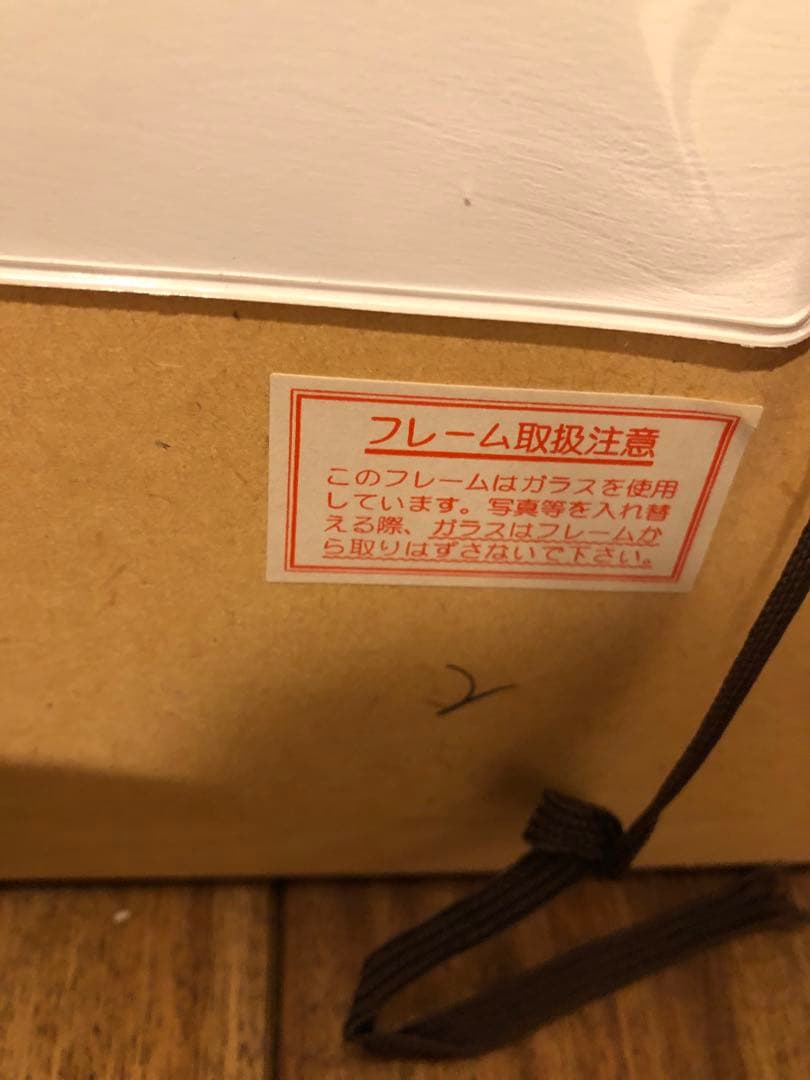 フレーム取扱注意
このフレームはガラスを使用
しています。写真等を入れ替
える際、ガラスはフレームか
ら取りはずさないで下さい。
2